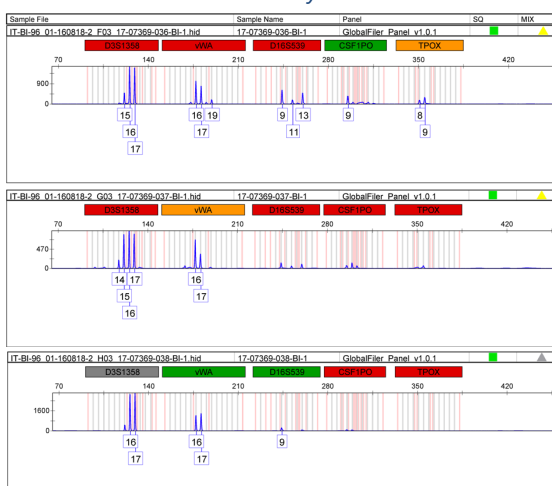 Sample File Sample Name Panel SQ MIX
IT-BI-96_01-160818-2_F03_17-07369-036-BI-1.hid 17-07369-036-BI-1 GlobalFiler_Panel_v1.0.1
D3S1358 vWA D16S539 CSF1PO TPOX
70 140 210 280 350 420
900
0
15 16 19 9 13 9 8
16 17 11 9
17
IT-BI-96_01-160818-2_G03_17-07369-037-BI-1.hid 17-07369-037-BI-1 GlobalFiler_Panel_v1.0.1
D3S1358 vWA D16S539 CSF1PO TPOX
70 140 210 280 350 420
470
0
14 17 16
15 17
16
IT-BI-96_01-160818-2_H03_17-07369-038-BI-1.hid 17-07369-038-BI-1 GlobalFiler_Panel_v1.0.1
D3S1358 vWA D16S539 CSF1PO TPOX
70 140 210 280 350 420
1600
0
16 16 9
17 17